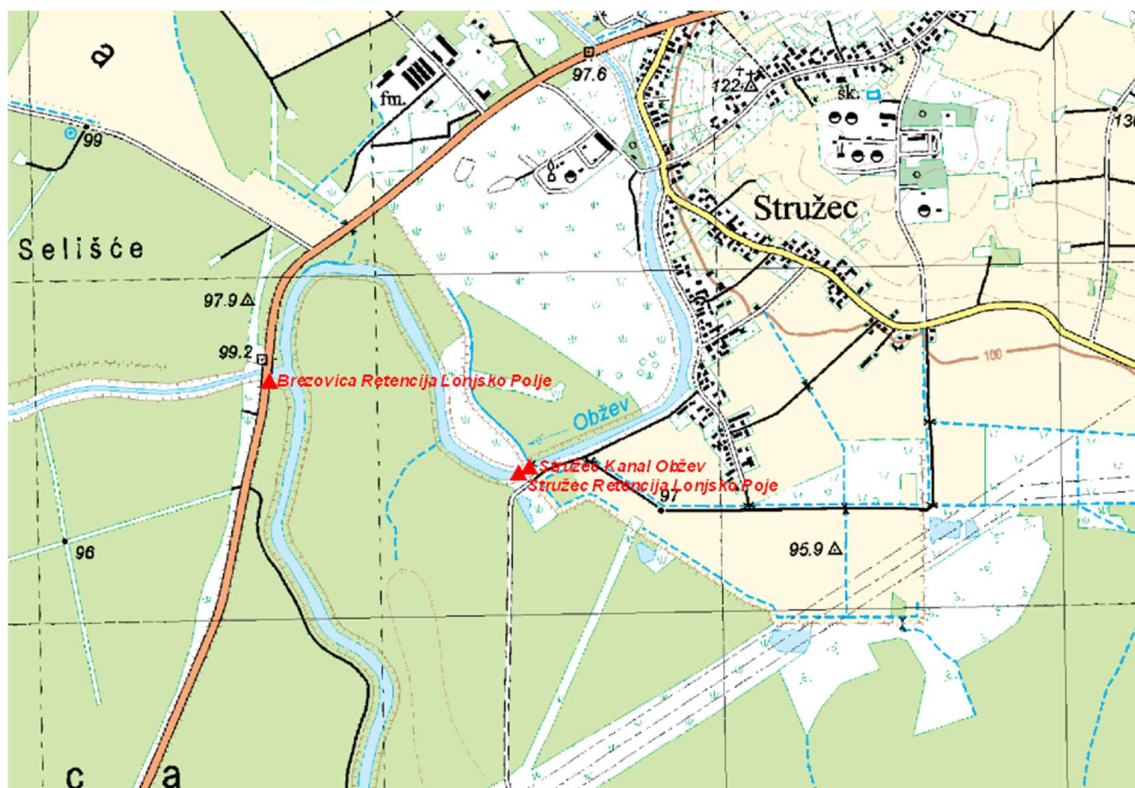 a
97.6
fm.
122
šk.
99
130
Stružec
Selišće
97.9
99.2
100
Brezovica Retencija Lonjsko Polje
Obžev
Stružec Kanal Obžev
Stružec Retencija Lonjsko Poje
97
96
95.9
c a